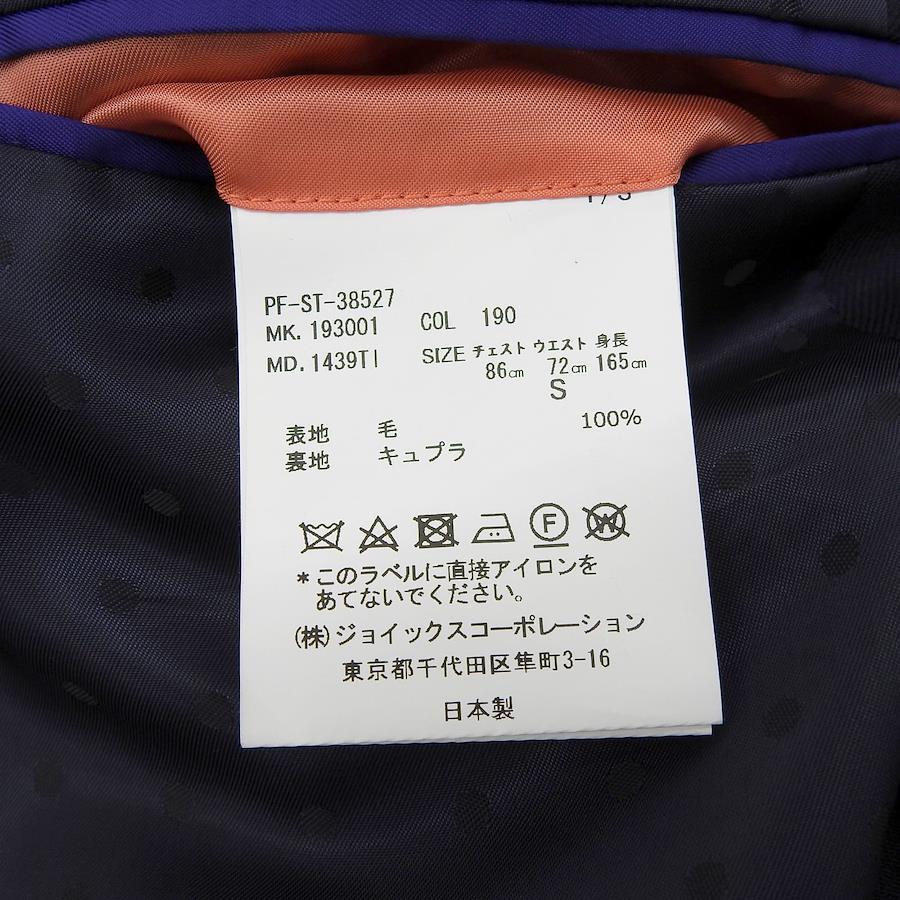 PF-ST-38527
MK. 193001 COL 190
MD. 1439TI SIZE チェスト ウエスト 身長
86cm 72cm 165cm
S
表地 毛 100%
裏地 キュプラ
F W
*このラベルに直接アイロンを
あてないでください。
(株)ジョイックスコーポレーション
東京都千代田区隼町3-16
日本製